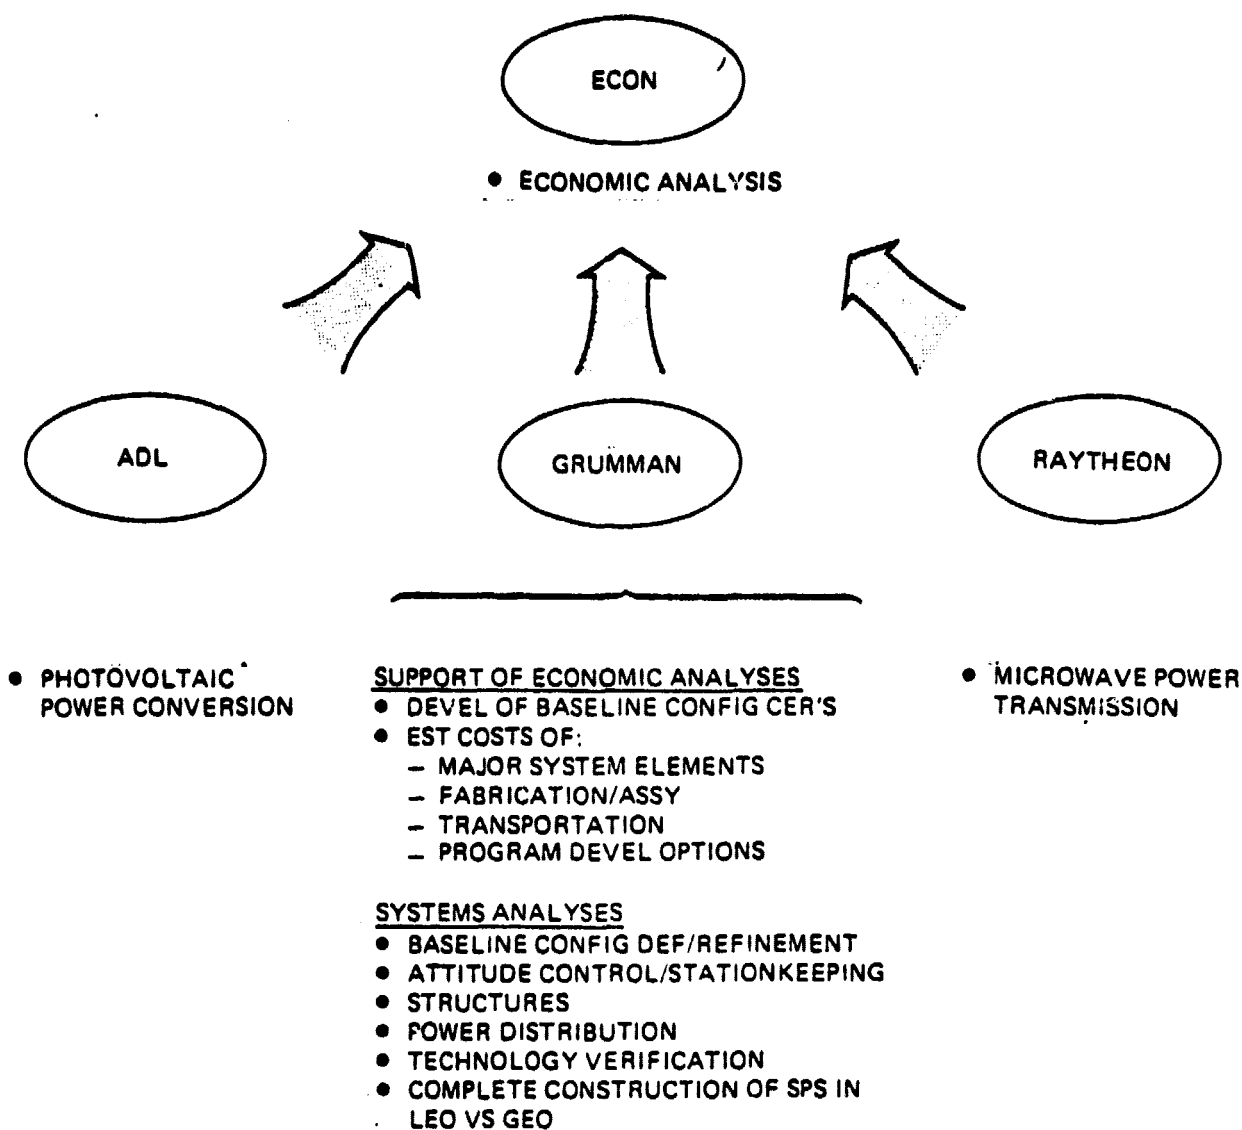 ECON
● ECONOMIC ANALYSIS
ADL
GRUMMAN
RAYTHEON
● PHOTOVOLTAIC
POWER CONVERSION
SUPPORT OF ECONOMIC ANALYSES
● DEVEL OF BASELINE CONFIG CER'S
● EST COSTS OF:
– MAJOR SYSTEM ELEMENTS
– FABRICATION/ASSY
– TRANSPORTATION
– PROGRAM DEVEL OPTIONS
SYSTEMS ANALYSES
● BASELINE CONFIG DEF/REFINEMENT
● ATTITUDE CONTROL/STATIONKEEPING
● STRUCTURES
● POWER DISTRIBUTION
● TECHNOLOGY VERIFICATION
● COMPLETE CONSTRUCTION OF SPS IN
LEO VS GEO
● MICROWAVE POWER
TRANSMISSION